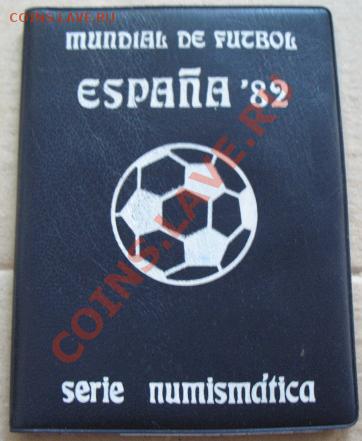 COINS.LAVE.RU
MUNDIAL DE FUTBOL
ESPAÑA '82
COINS.LAVE.RU
serie numismática